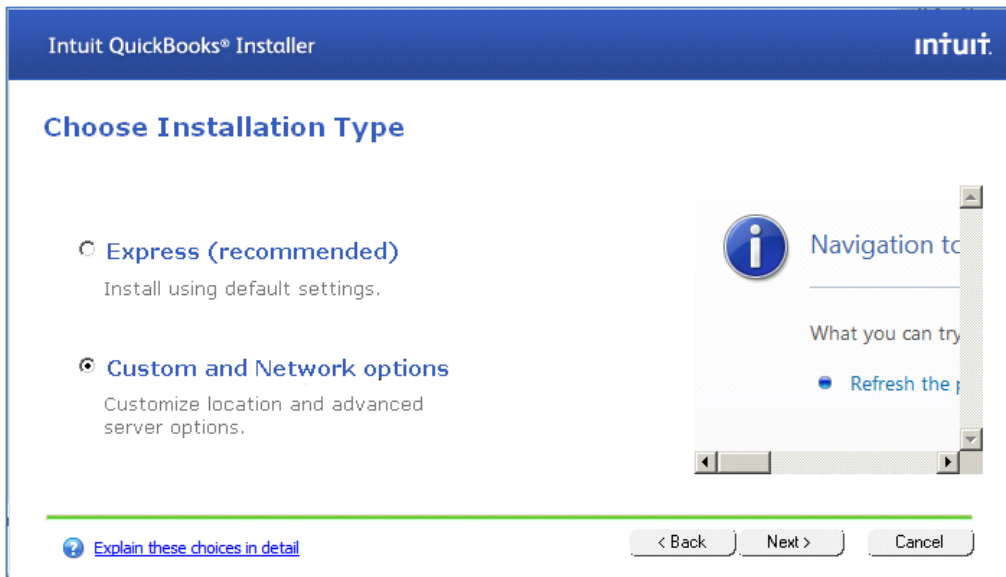 Intuit QuickBooks® Installer
intuit.
Choose Installation Type
Express (recommended)
Install using default settings.
Custom and Network options
Customize location and advanced
server options.
Navigation
What you can try
Refresh the
Explain these choices in detail
< Back
Next >
Cancel